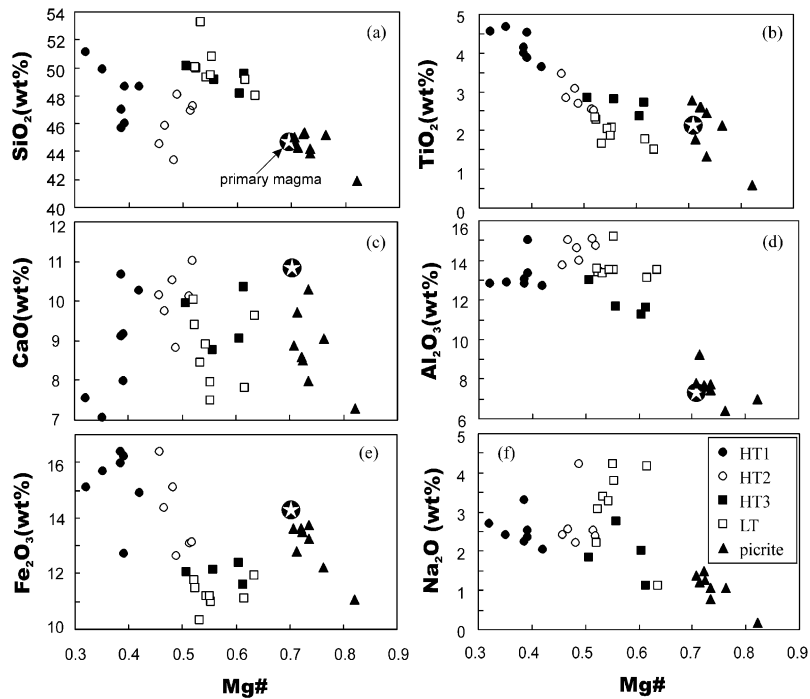 (a)
SiO2(wt%)
54
52
50
48
46
44
42
40
primary magma
(b)
TiO2(wt%)
6
5
4
3
2
1
0
(c)
CaO(wt%)
12
11
10
9
8
7
(d)
Al2O3(wt%)
16
14
12
10
8
6
(e)
Fe2O3(wt%)
16
14
12
10
0.3 0.4 0.5 0.6 0.7 0.8 0.9
Mg#
(f)
Na2O (wt%)
5
4
3
2
1
0
HT1
HT2
HT3
LT
picrite
0.3 0.4 0.5 0.6 0.7 0.8 0.9
Mg#